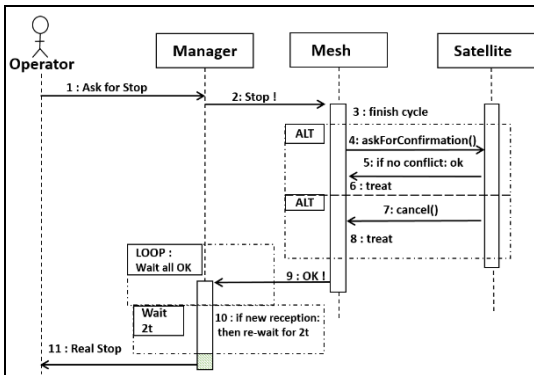 Operator
Manager
Mesh
Satellite
1 : Ask for Stop
2: Stop !
3 : finish cycle
ALT
4: askForConfirmation()
5: if no conflict: ok
6 : treat
ALT
7: cancel()
8 : treat
LOOP :
Wait all OK
9 : OK !
Wait
2t
10 : if new reception:
then re-wait for 2t
11 : Real Stop